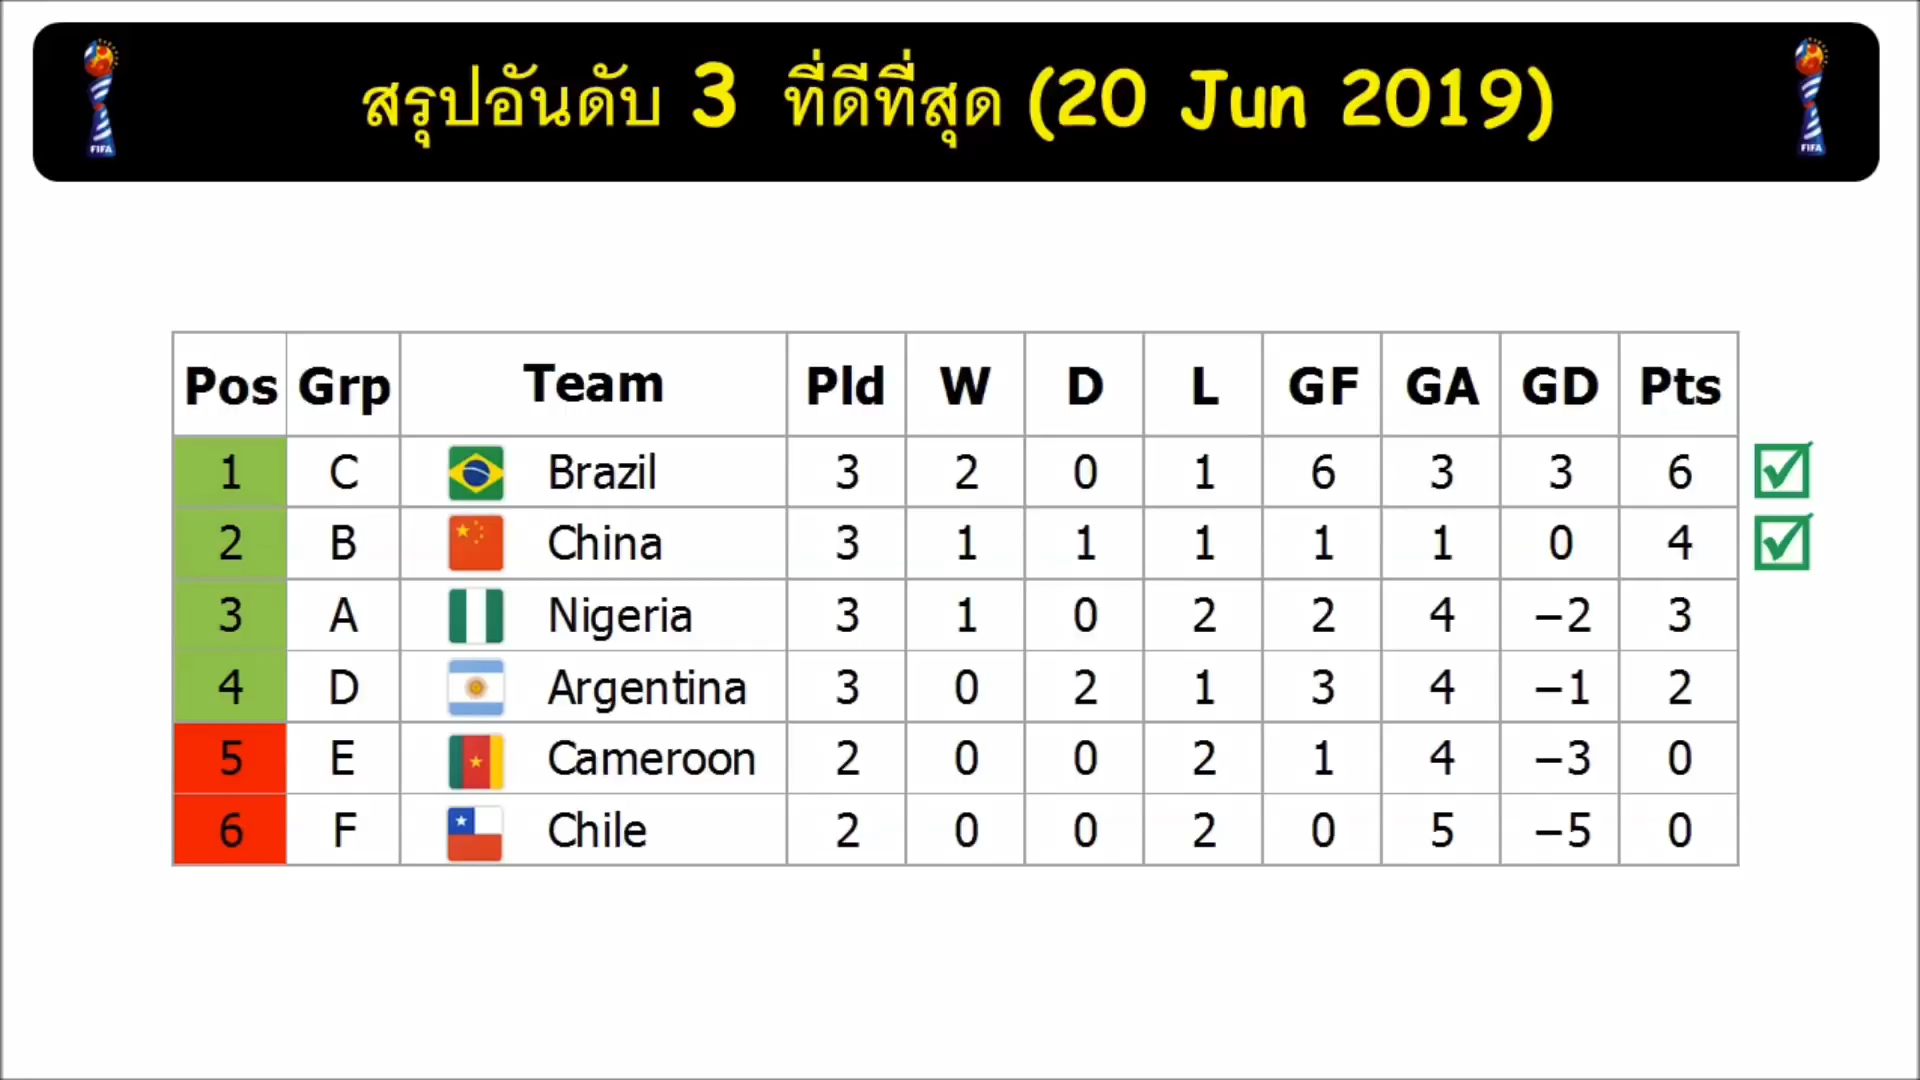 สรุปอันดับ 3 ที่ดีที่สุด (20 Jun 2019)
FIFA FIFA
Pos Grp Team Pld W D L GF GA GD Pts
1 C Brazil 3 2 0 1 6 3 3 6
2 B China 3 1 1 1 1 1 0 4
3 A Nigeria 3 1 0 2 2 4 −2 3
4 D Argentina 3 0 2 1 3 4 −1 2
5 E Cameroon 2 0 0 2 1 4 −3 0
6 F Chile 2 0 0 2 0 5 −5 0